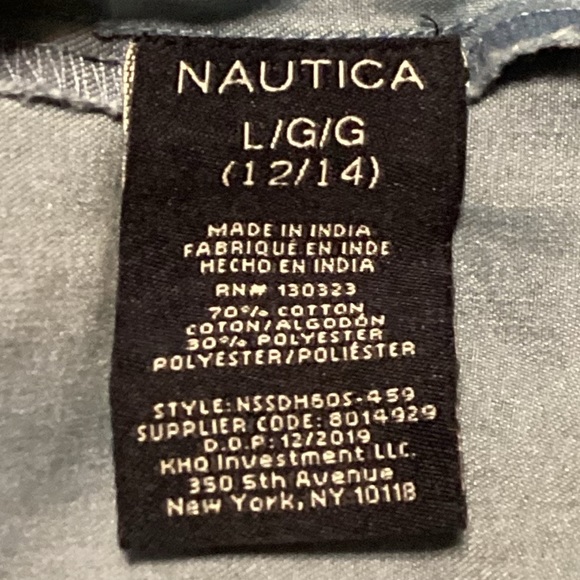 NAUTICA
L/G/G
(12/14)
MADE IN INDIA
FABRIQUÉ EN INDE
HECHO EN INDIA
RN# 130323
70% COTTON
COTON/ALGODÓN
30% POLYESTER
POLYESTER/POLIÉSTER
STYLE:NSSDH60S-459
SUPPLIER CODE: 8014929
D.O.P: 12/2019
KHQ Investment LLC.
350 5th Avenue
New York, NY 10118